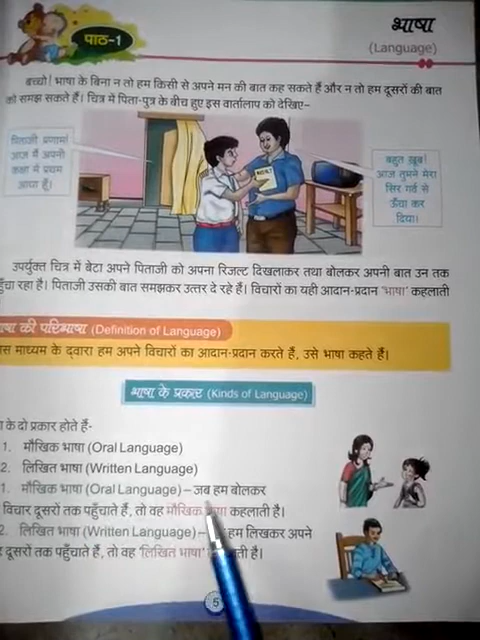 पाठ-1
भाषा
(Language)
बच्चो! भाषा के बिना न तो हम किसी से अपने मन की बात कह सकते हैं और न तो हम दूसरों की बात
को समझ सकते हैं। चित्र में पिता-पुत्र के बीच हुए इस वार्तालाप को देखिए–
पिताजी प्रणाम!
आज मैं अपनी
कक्षा में प्रथम
आया हूँ।
बहुत खूब!
आज तुमने मेरा
सिर गर्व से
ऊँचा कर
दिया।
उपर्युक्त चित्र में बेटा अपने पिताजी को अपना रिजल्ट दिखलाकर तथा बोलकर अपनी बात उन तक
हुँचा रहा है। पिताजी उसकी बात समझकर उत्तर दे रहे हैं। विचारों का यही आदान-प्रदान 'भाषा' कहलाती
की परिभाषा (Definition of Language)
माध्यम के द्वारा हम अपने विचारों का आदान-प्रदान करते हैं, उसे भाषा कहते हैं।
भाषा के प्रकार (Kinds of Language)
के दो प्रकार होते हैं-
1. मौखिक भाषा (Oral Language)
2. लिखित भाषा (Written Language)
1. मौखिक भाषा (Oral Language) – जब हम बोलकर
विचार दूसरों तक पहुँचाते हैं, तो वह मौखिक कहलाती है।
2. लिखित भाषा (Written Language) – हम लिखकर अपने
दूसरों तक पहुँचाते हैं, तो वह 'लिखित भाषा' है।
5